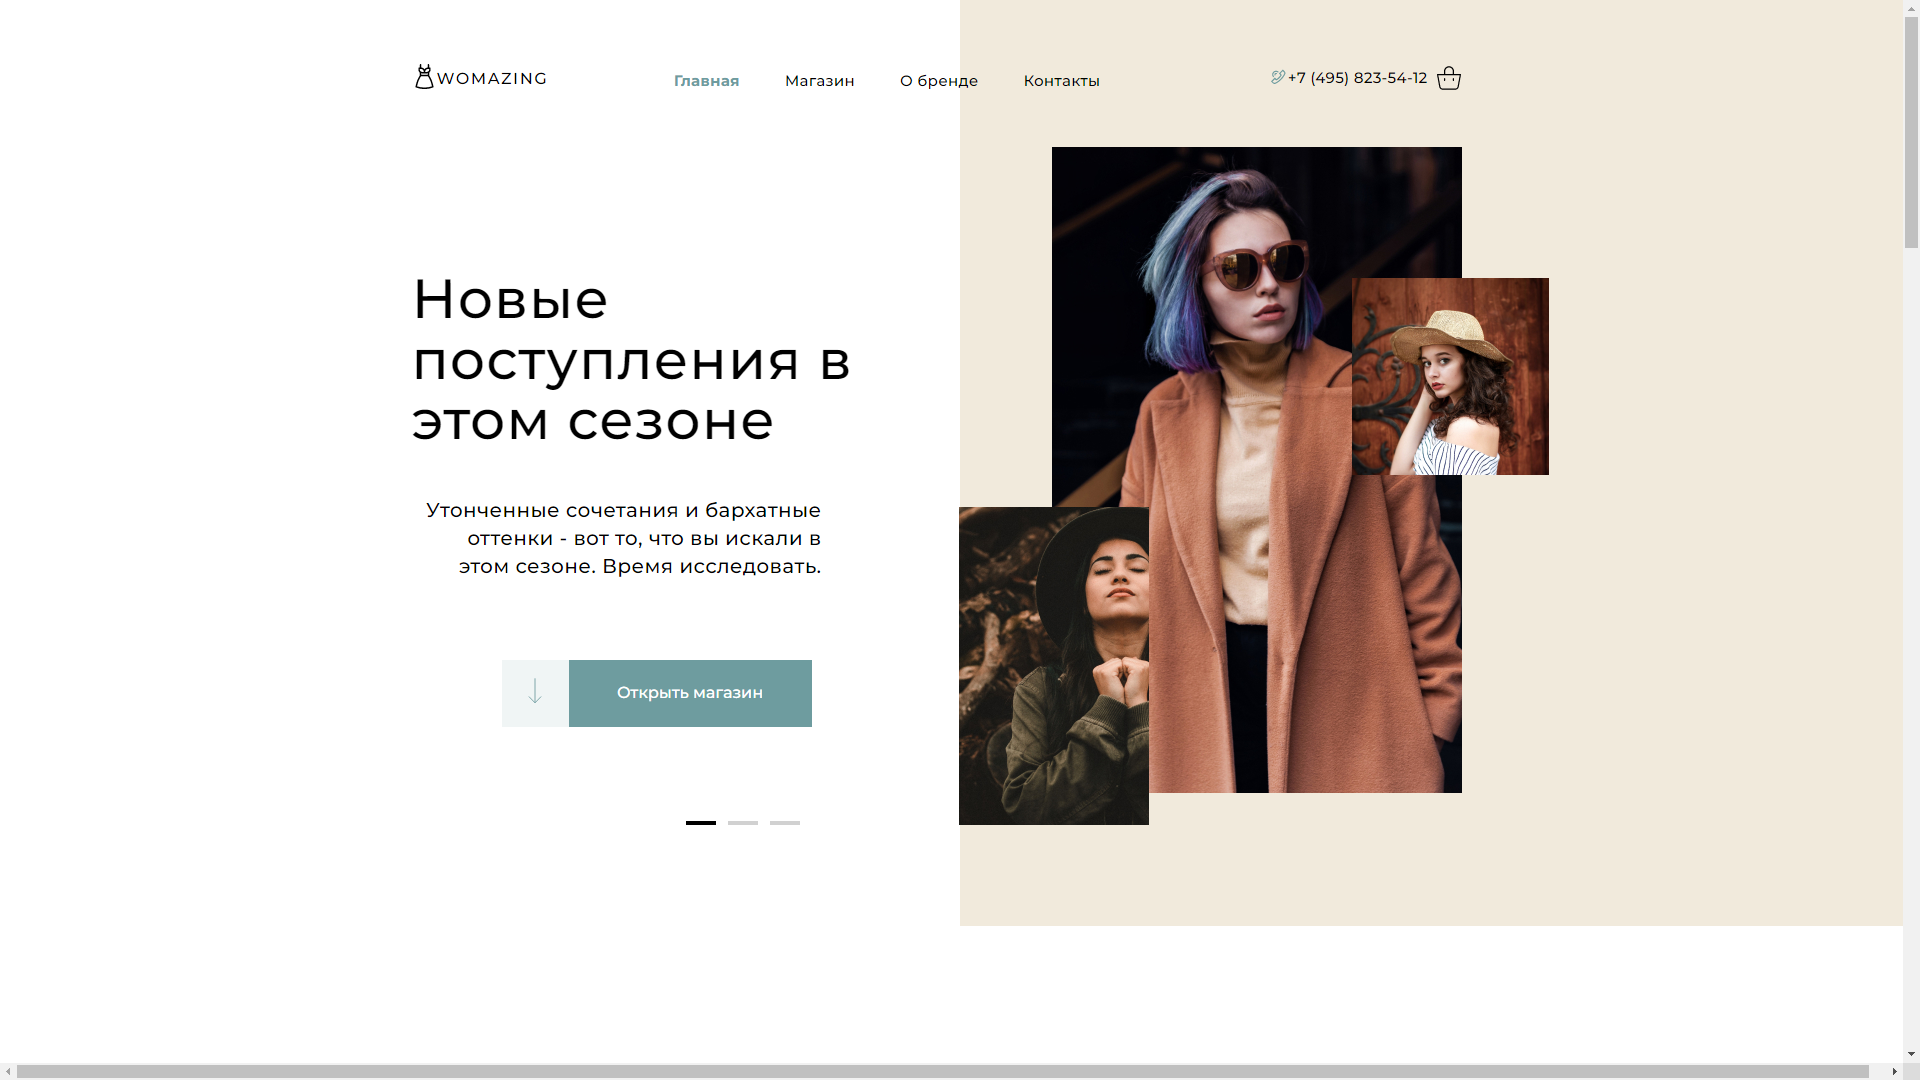 WOMAZING
Главная
Магазин
О бренде
Контакты
+7 (495) 823-54-12
Новые
поступления в
этом сезоне
Утонченные сочетания и бархатные
оттенки - вот то, что вы искали в
этом сезоне. Время исследовать.
Открыть магазин